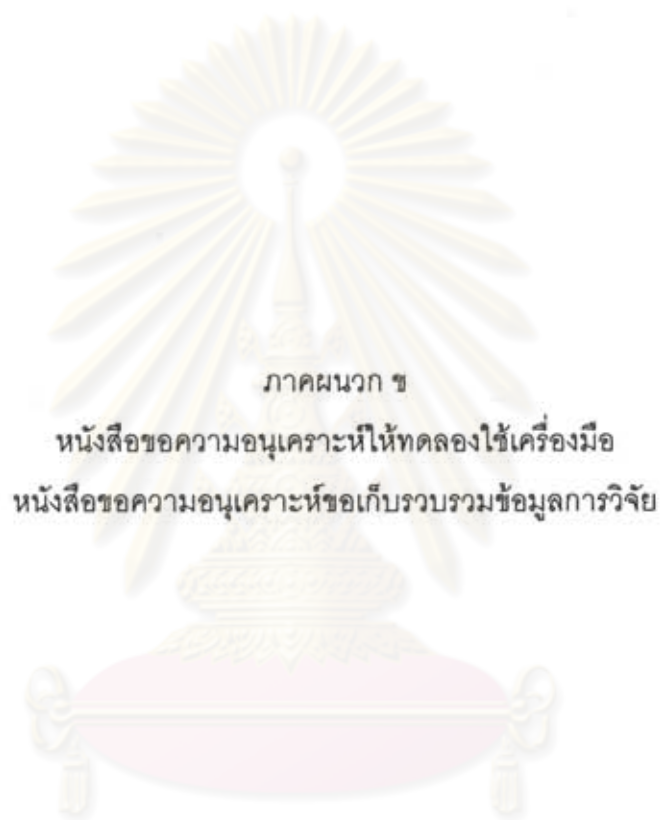 ภาคผนวก ข
หนังสือขอความอนุเคราะห์ให้ทดลองใช้เครื่องมือ
หนังสือขอความอนุเคราะห์ขอเก็บรวบรวมข้อมูลการวิจัย